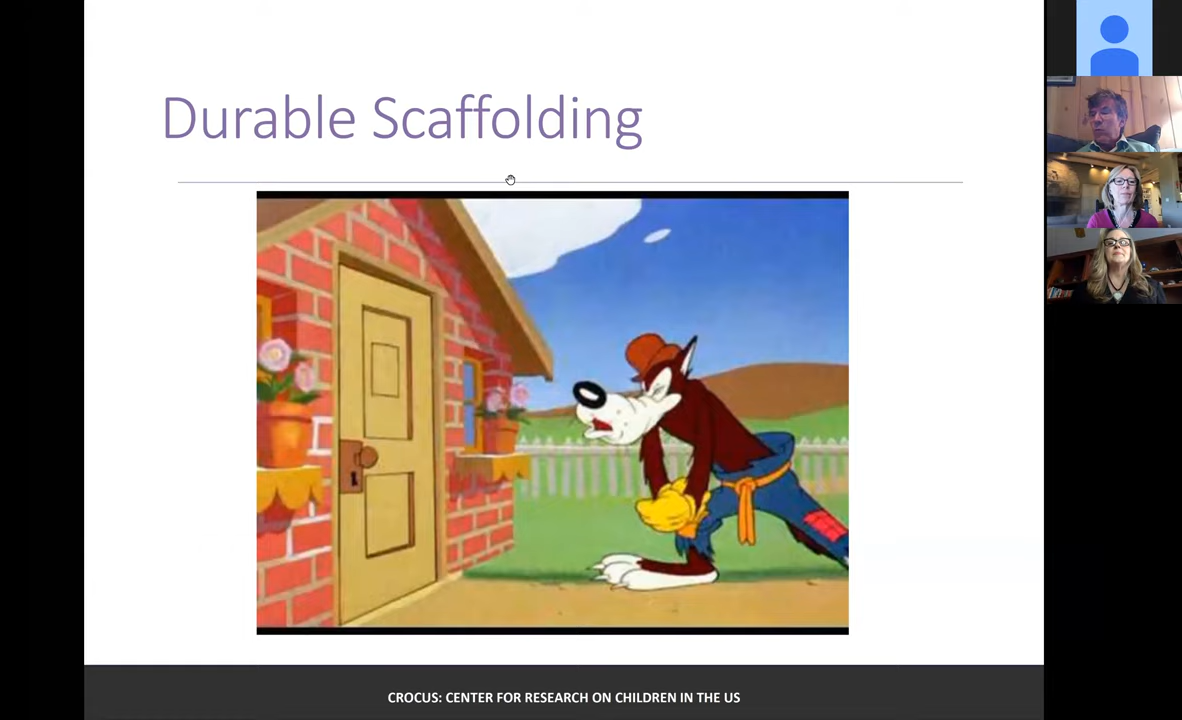 Durable Scaffolding
CROCUS: CENTER FOR RESEARCH ON CHILDREN IN THE US